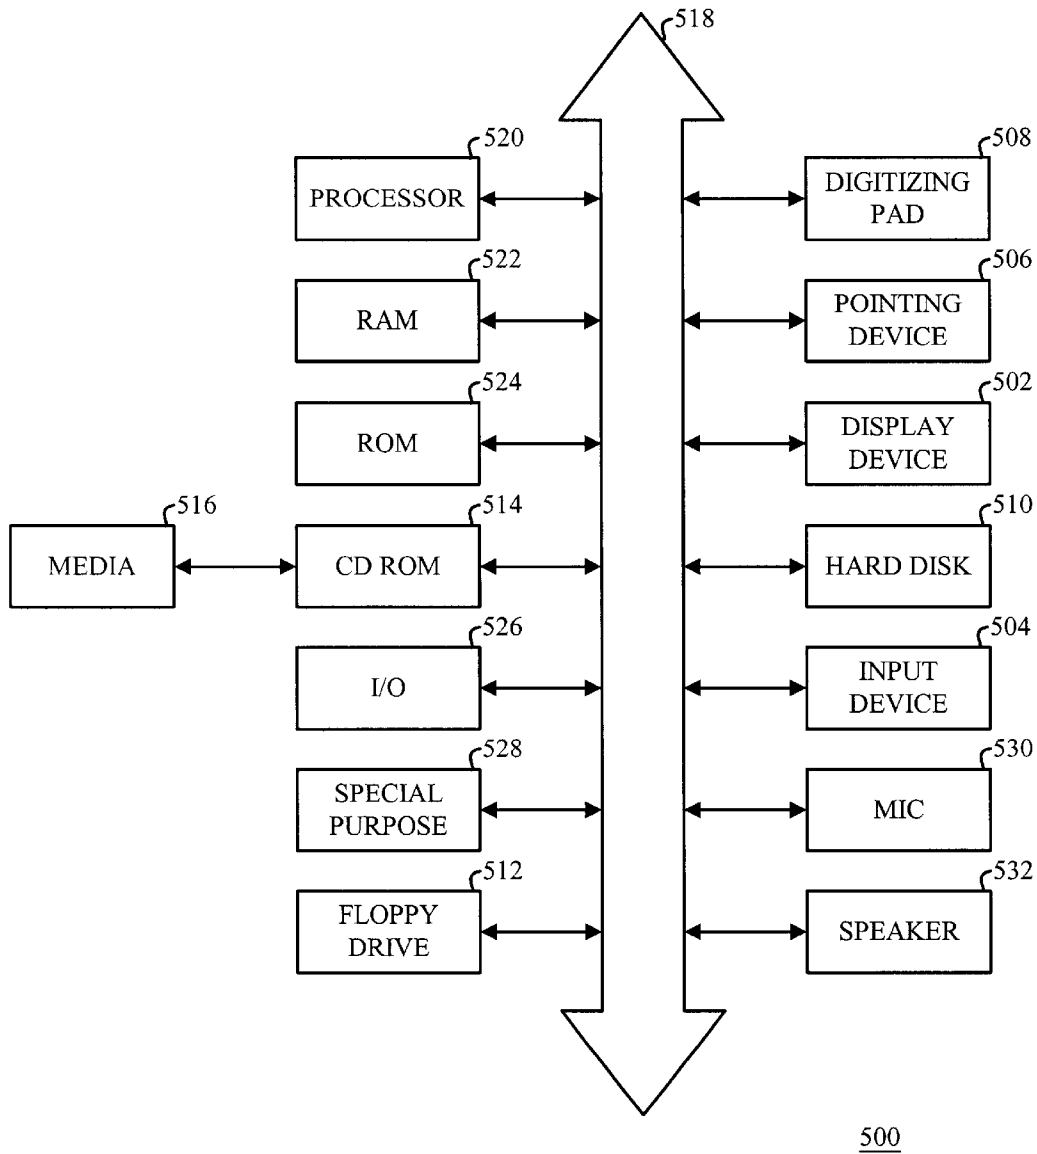 518
520
PROCESSOR
508
DIGITIZING
PAD
522
RAM
506
POINTING
DEVICE
524
ROM
502
DISPLAY
DEVICE
516
MEDIA
514
CD ROM
510
HARD DISK
526
I/O
504
INPUT
DEVICE
528
SPECIAL
PURPOSE
530
MIC
512
FLOPPY
DRIVE
532
SPEAKER
500